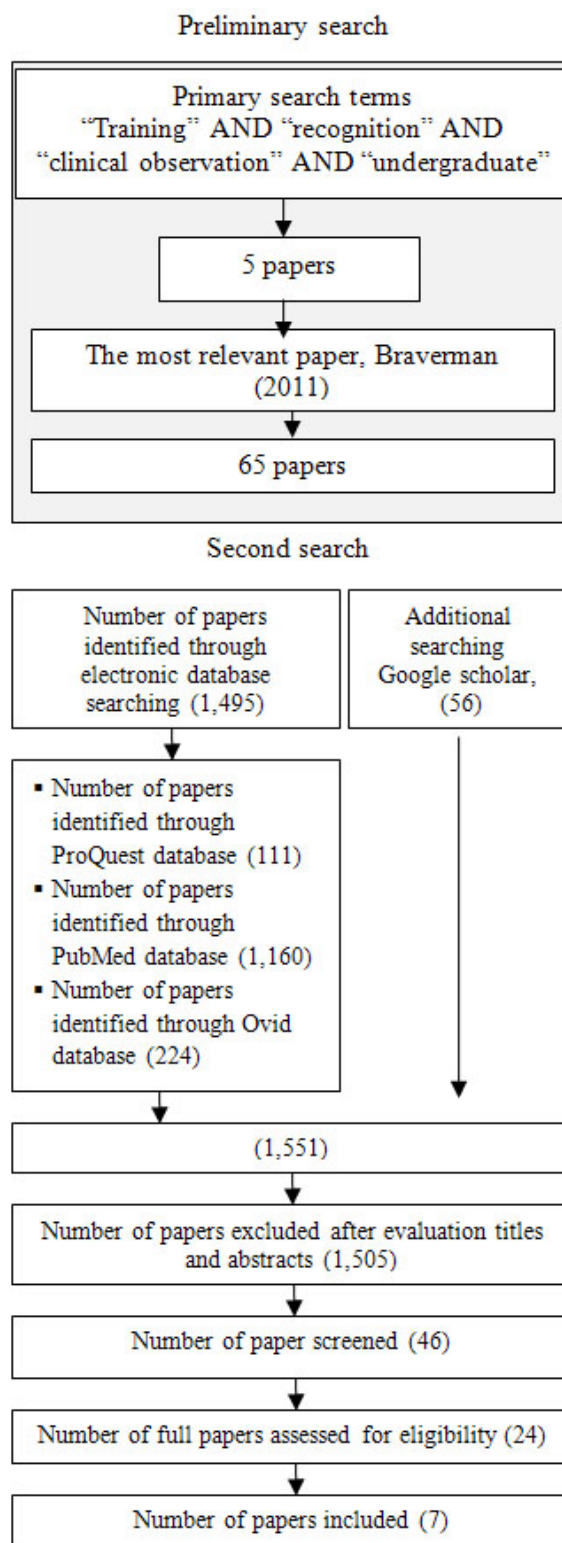 Preliminary search
Primary search terms
“Training” AND “recognition” AND
“clinical observation” AND “undergraduate”
5 papers
The most relevant paper, Braverman
(2011)
65 papers
Second search
Number of papers
identified through
electronic database
searching (1,495)
Additional
searching
Google scholar,
(56)
▪ Number of papers
identified through
ProQuest database (111)
▪ Number of papers
identified through
PubMed database (1,160)
▪ Number of papers
identified through Ovid
database (224)
(1,551)
Number of papers excluded after evaluation titles
and abstracts (1,505)
Number of paper screened (46)
Number of full papers assessed for eligibility (24)
Number of papers included (7)